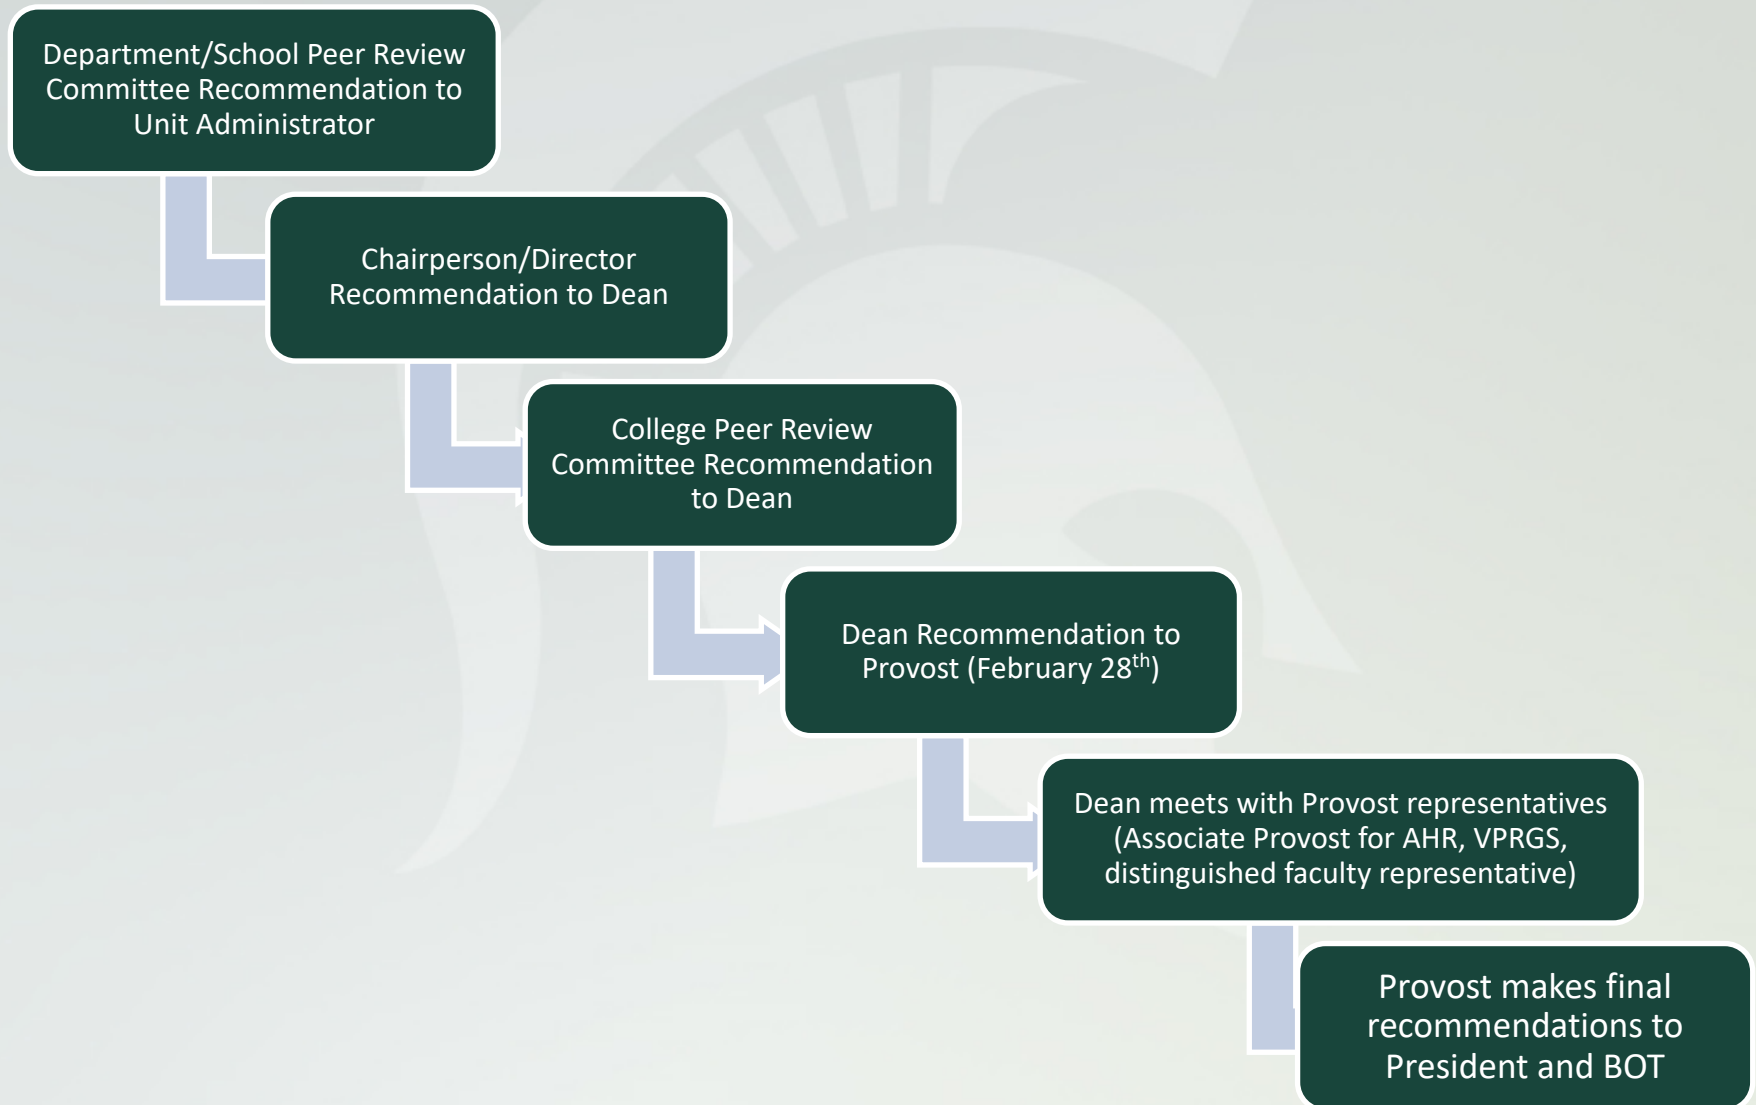 Department/School Peer Review
Committee Recommendation to
Unit Administrator
Chairperson/Director
Recommendation to Dean
College Peer Review
Committee Recommendation
to Dean
Dean Recommendation to
Provost (February 28th)
Dean meets with Provost representatives
(Associate Provost for AHR, VPRGS,
distinguished faculty representative)
Provost makes final
recommendations to
President and BOT